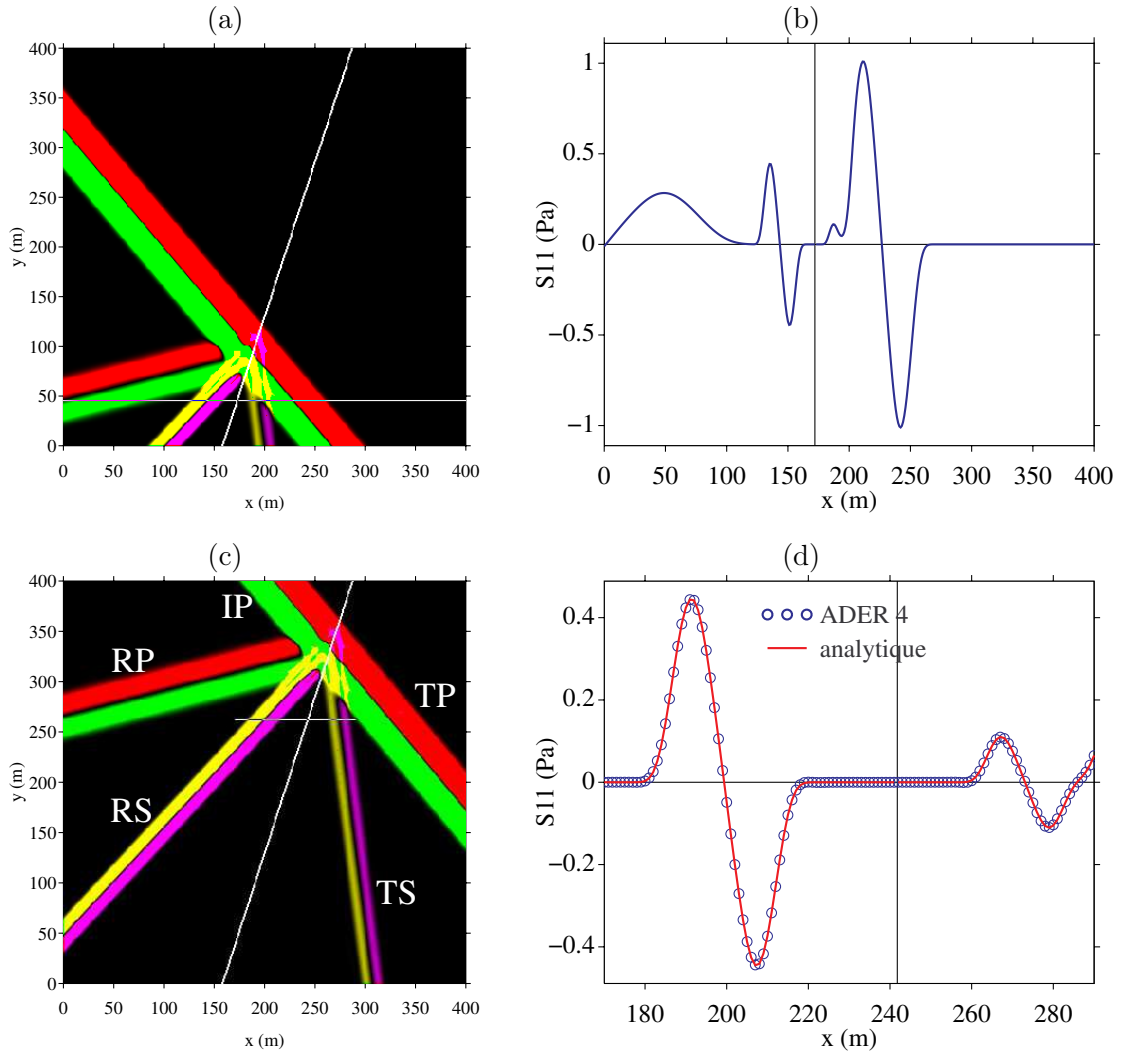 (a)
400
350
300
250
200
150
100
50
0
y (m)
0 50 100 150 200 250 300 350 400
x (m)
(b)
1
0.5
0
−0.5
−1
S11 (Pa)
0 50 100 150 200 250 300 350 400
x (m)
(c)
400
350
300
250
200
150
100
50
0
y (m)
IP
RP
TP
RS
TS
0 50 100 150 200 250 300 350 400
x (m)
(d)
0.4
0.2
0
−0.2
−0.4
S11 (Pa)
ADER 4
analytique
180 200 220 240 260 280
x (m)